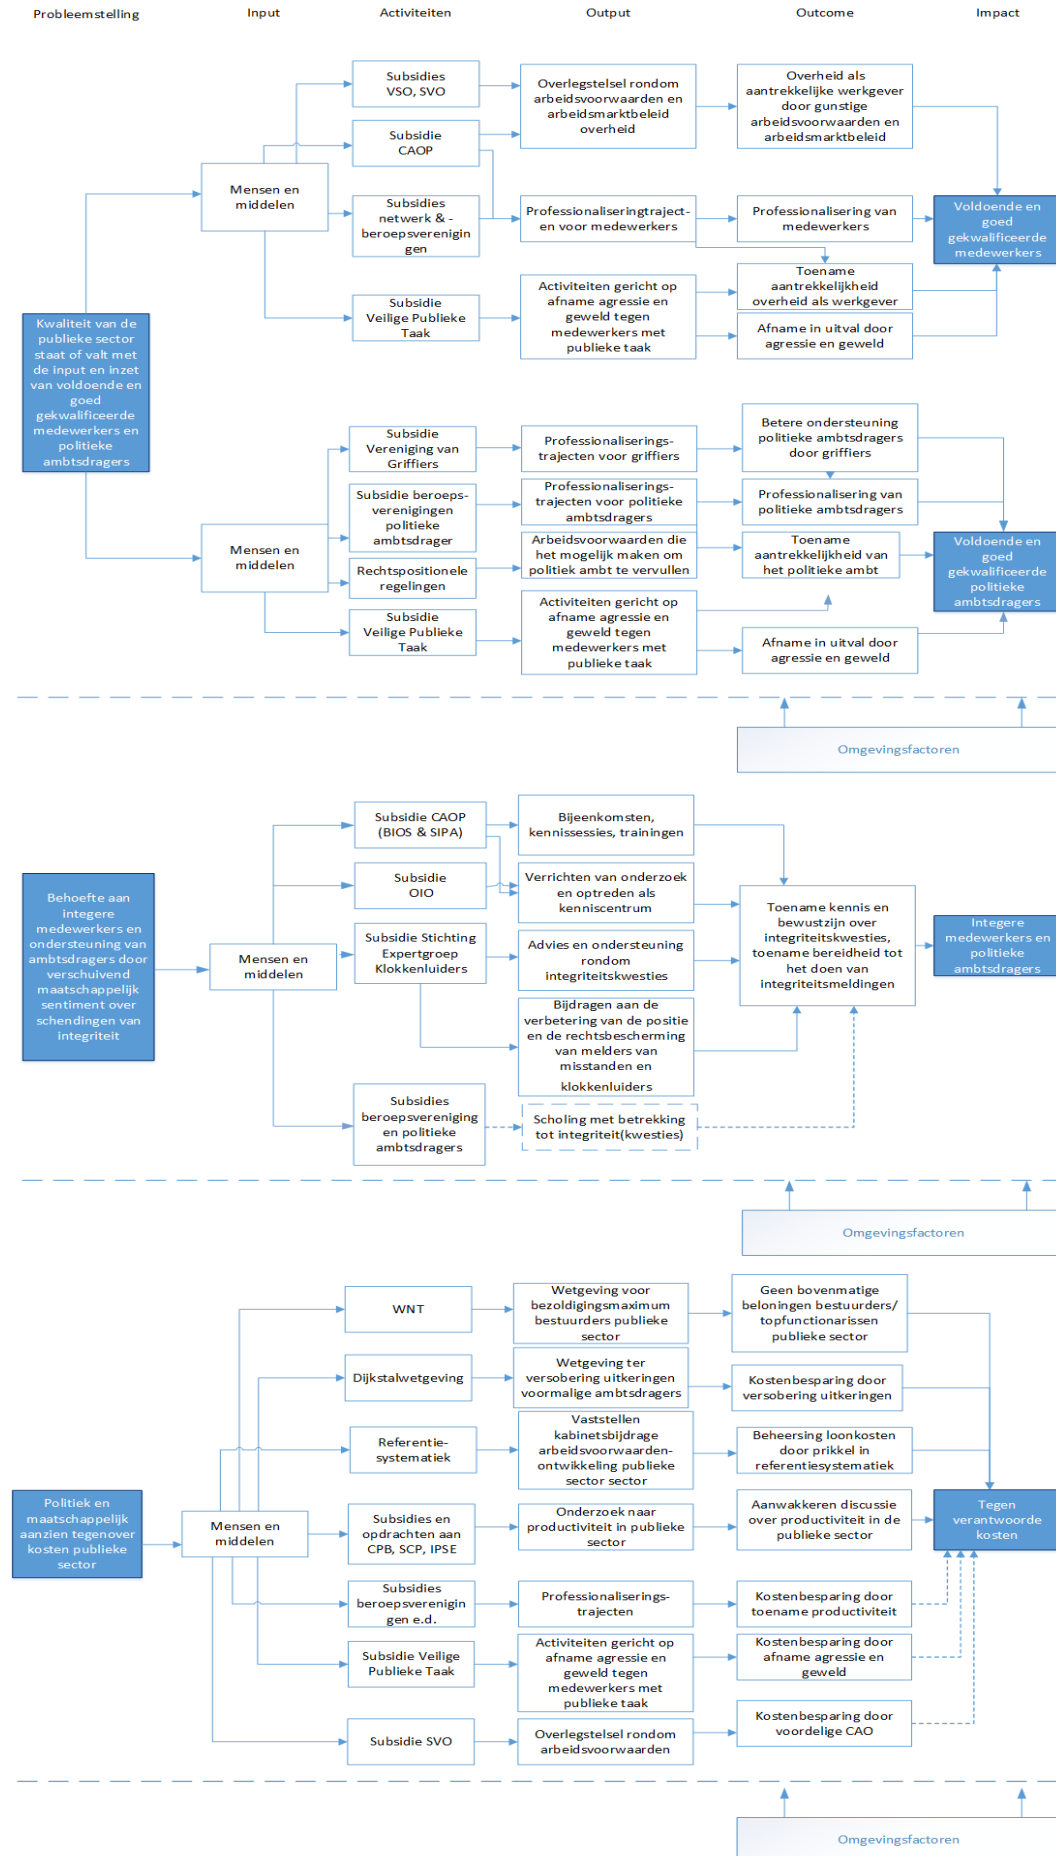 Probleemstelling
Input
Activiteiten
Output
Outcome
Impact
Kwaliteit van de
publieke sector
staat of valt met
de input en inzet
van voldoende en
goed
gekwalificeerde
medewerkers en
politieke
ambtsdragers
Mensen en
middelen
Subsidies
VSO, SVO
Subsidie
CAOP
Subsidies
netwerk & -
beroepsverenigin
gen
Subsidie
Veilige Publieke
Taak
Overlegstelsel rondom
arbeidsvoorwaarden en
arbeidsmarktbeleid
overheid
Professionaliseringtraject-
en voor medewerkers
Activiteiten gericht op
afname agressie en
geweld tegen
medewerkers met
publieke taak
Overheid als
aantrekkelijke werkgever
door gunstige
arbeidsvoorwaarden en
arbeidsmarktbeleid
Professionalisering van
medewerkers
Toename
aantrekkelijkheid
overheid als werkgever
Afname in uitval door
agressie en geweld
Voldoende en
goed
gekwalificeerde
medewerkers
Mensen en
middelen
Subsidie
Vereniging van
Griffiers
Subsidie beroeps-
verenigingen
politieke
ambtsdrager
Rechtspositionele
regelingen
Subsidie
Veilige Publieke
Taak
Professionaliserings-
trajecten voor griffiers
Professionaliserings-
trajecten voor politieke
ambtsdragers
Arbeidsvoorwaarden die
het mogelijk maken om
politiek ambt te vervullen
Activiteiten gericht op
afname agressie en
geweld tegen
medewerkers met
publieke taak
Betere ondersteuning
politieke ambtsdragers
door griffiers
Professionalisering van
politieke ambtsdragers
Toename
aantrekkelijkheid van
het politieke ambt
Afname in uitval door
agressie en geweld
Voldoende en
goed
gekwalificeerde
politieke
ambtsdragers
Omgevingsfactoren
Behoefte aan
integere
medewerkers en
ondersteuning van
ambtsdragers door
verschuivend
maatschappelijk
sentiment over
schendingen van
integriteit
Mensen en
middelen
Subsidie CAOP
(BIOS & SIPA)
Subsidie
OIO
Subsidie Stichting
Expertgroep
Klokkenluiders
Subsidies
beroepsvereniging
en politieke
ambtsdragers
Bijeenkomsten,
kennissessies, trainingen
Verrichten van onderzoek
en optreden als
kenniscentrum
Advies en ondersteuning
rondom
integriteitskwesties
Bijdragen aan de
verbetering van de positie
en de rechtsbescherming
van melders van
misstanden en
klokkenluiders
Scholing met betrekking
tot integriteit(kwesties)
Toename kennis en
bewustzijn over
integriteitskwesties,
toename bereidheid tot
het doen van
integriteitsmeldingen
Integere
medewerkers en
politieke
ambtsdragers
Omgevingsfactoren
Politiek en
maatschappelijk
aanzien tegenover
kosten publieke
sector
Mensen en
middelen
WNT
Dijkstalwetgeving
Referentie-
systematiek
Subsidies en
opdrachten aan
CPB, SCP, IPSE
Subsidies
beroepsverenigin
gen e.d.
Subsidie Veilige
Publieke Taak
Subsidie SVO
Wetgeving voor
bezoldigingsmaximum
bestuurders publieke
sector
Wetgeving ter
versobering uitkeringen
voormalige ambtsdragers
Vaststellen
kabinetsbijdrage
arbeidsvoorwaarden-
ontwikkeling publieke
sector sector
Onderzoek naar
productiviteit in publieke
sector
Professionaliserings-
trajecten
Activiteiten gericht op
afname agressie en
geweld tegen
medewerkers met
publieke taak
Overlegstelsel rondom
arbeidsvoorwaarden
Geen bovenmatige
beloningen bestuurders/
topfunctionarissen
publieke sector
Kostenbesparing door
versobering uitkeringen
Beheersing loonkosten
door prikkel in
referentiesystematiek
Aanwakkeren discussie
over productiviteit in de
publieke sector
Kostenbesparing door
toename productiviteit
Kostenbesparing door
afname agressie en
geweld
Kostenbesparing door
voordelige CAO
Tegen
verantwoorde
kosten
Omgevingsfactoren